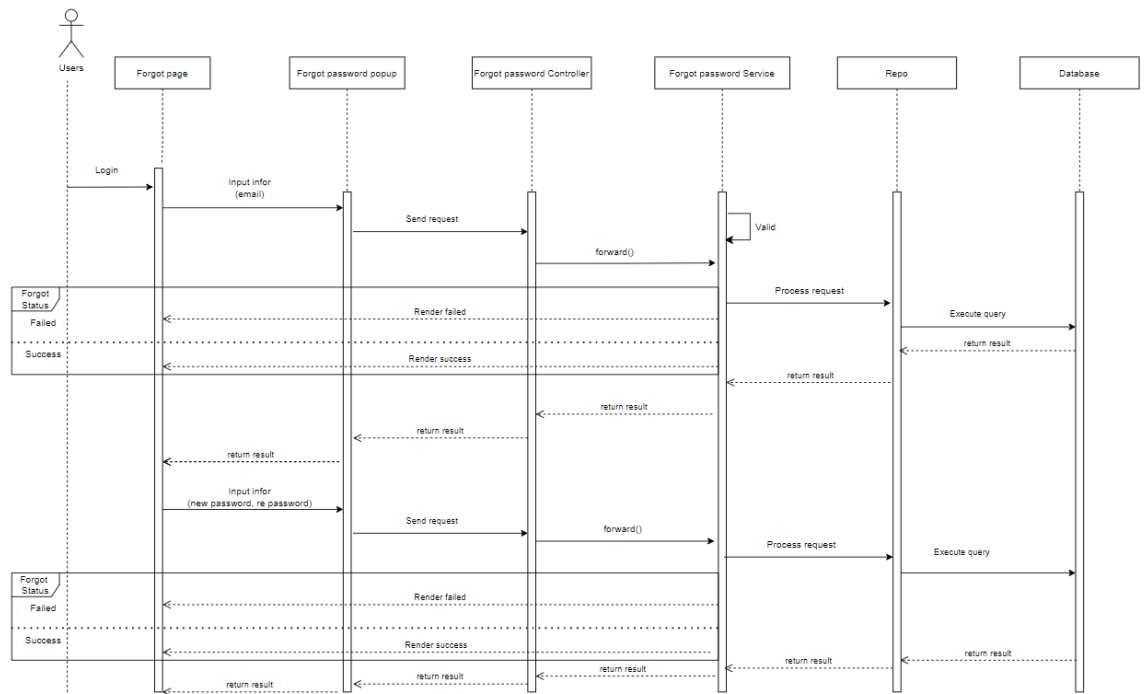 Users
Forgot page
Forgot password popup
Forgot password Controller
Forgot password Service
Repo
Database
Login
Input infor
(email)
Send request
Valid
forward()
Forgot
Status
Process request
Render failed
Failed
Execute query
return result
Success
Render success
return result
return result
return result
return result
Input infor
(new password, re password)
Send request
forward()
Process request
Execute query
Forgot
Status
Render failed
Failed
Success
Render success
return result
return result
return result
return result
return result